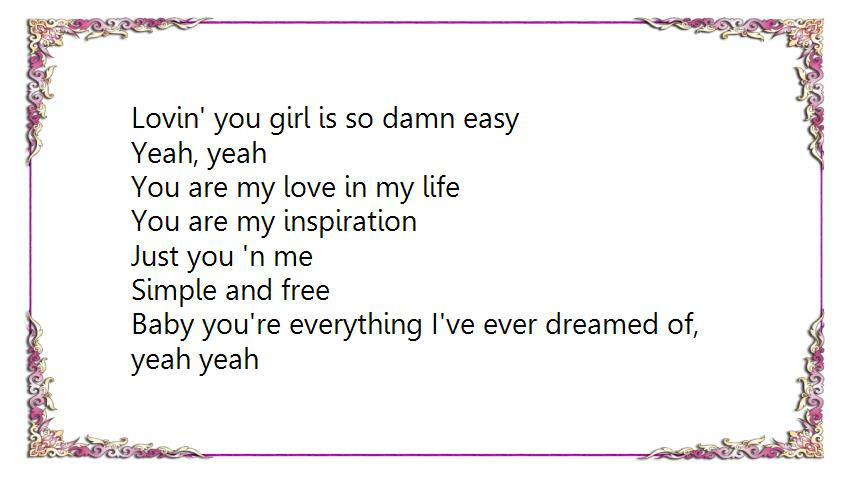 Lovin' you girl is so damn easy
Yeah, yeah
You are my love in my life
You are my inspiration
Just you 'n me
Simple and free
Baby you're everything I've ever dreamed of,
yeah yeah